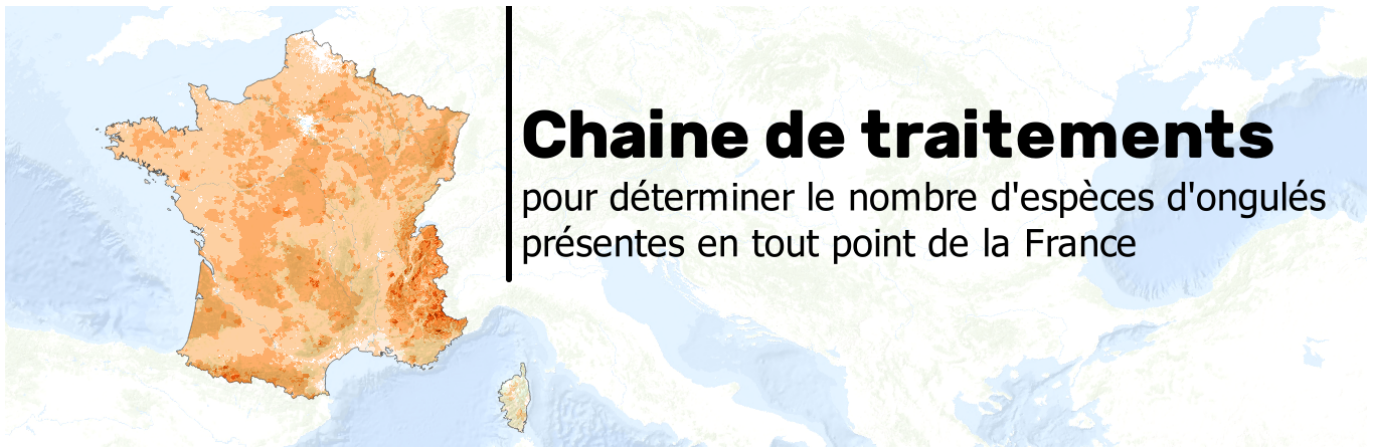 Chaine de traitements
pour déterminer le nombre d'espèces d'ongulés
présentes en tout point de la France